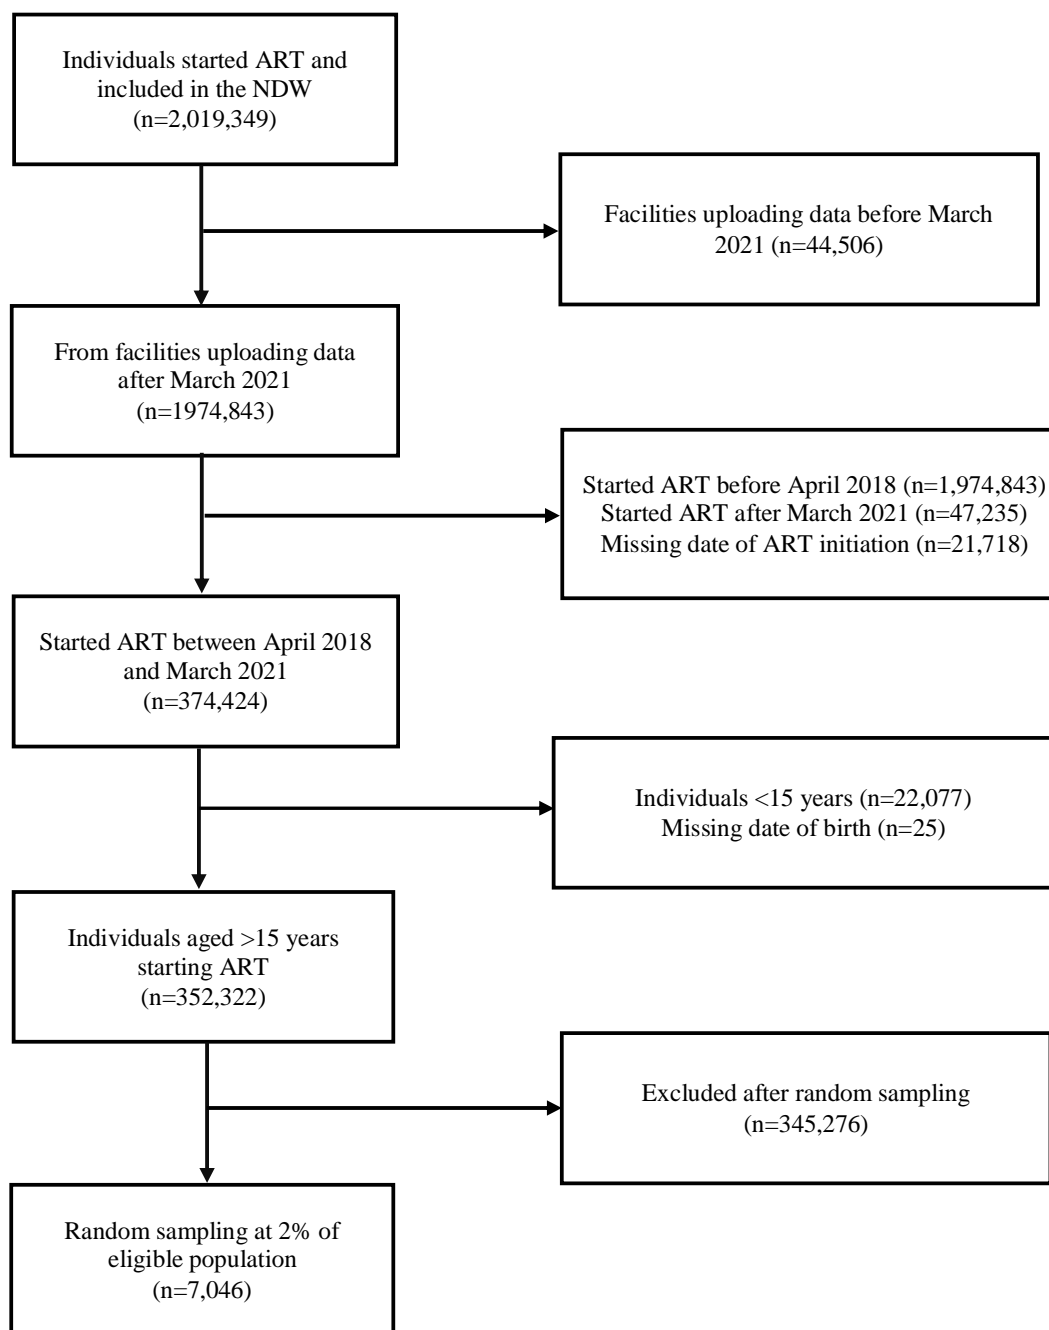 Individuals started ART and
included in the NDW
(n=2,019,349)
Facilities uploading data before March
2021 (n=44,506)
From facilities uploading data
after March 2021
(n=1974,843)
Started ART before April 2018 (n=1,974,843)
Started ART after March 2021 (n=47,235)
Missing date of ART initiation (n=21,718)
Started ART between April 2018
and March 2021
(n=374,424)
Individuals <15 years (n=22,077)
Missing date of birth (n=25)
Individuals aged >15 years
starting ART
(n=352,322)
Excluded after random sampling
(n=345,276)
Random sampling at 2% of
eligible population
(n=7,046)